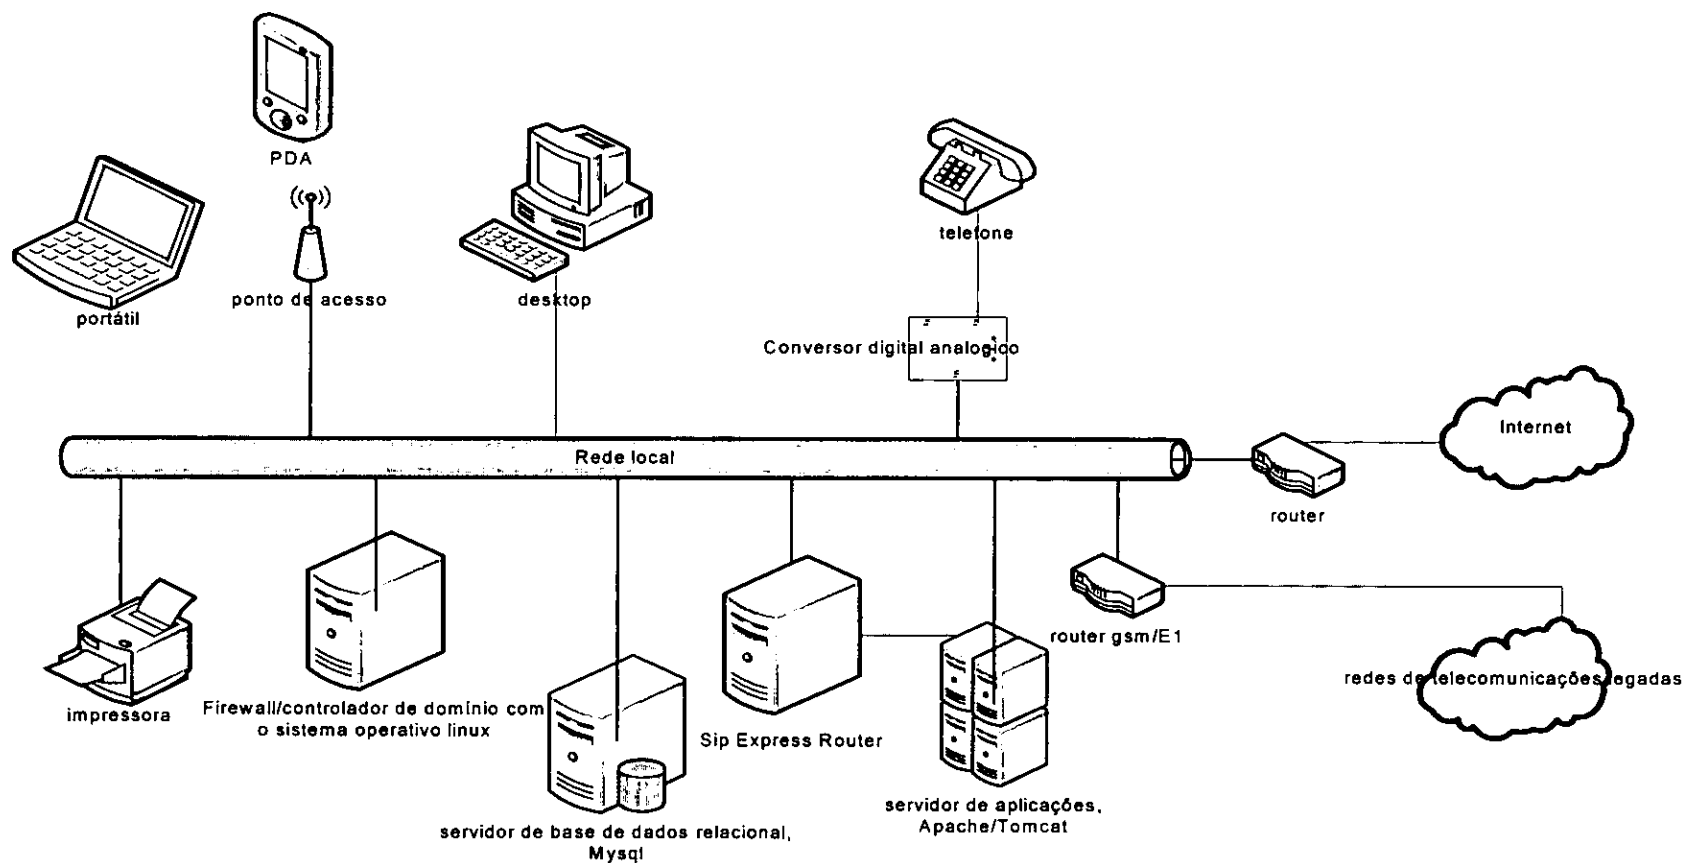 PDA
telefone
portátil
ponto de acesso
desktop
Conversor digital analogico
Internet
Rede local
router
router gsm/E1
redes de telecomunicações legadas
impressora
Firewall/controlador de domínio com
o sistema operativo linux
Sip Express Router
servidor de aplicações,
Apache/Tomcat
servidor de base de dados relacional,
Mysql